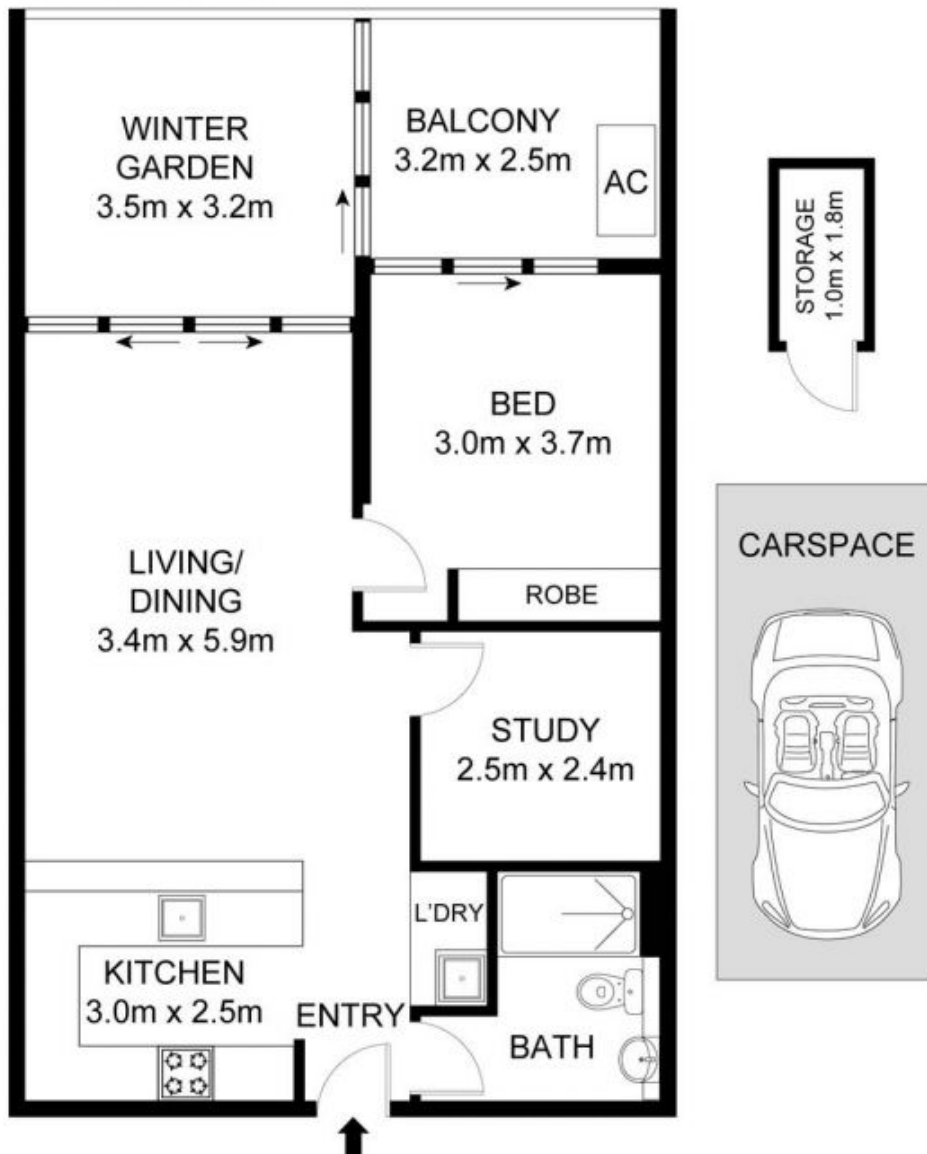 WINTER
GARDEN
3.5m x 3.2m
BALCONY
3.2m x 2.5m
AC
STORAGE
1.0m x 1.8m
BED
3.0m x 3.7m
ROBE
CARSPACE
LIVING/
DINING
3.4m x 5.9m
STUDY
2.5m x 2.4m
L'DRY
KITCHEN
3.0m x 2.5m
ENTRY
BATH